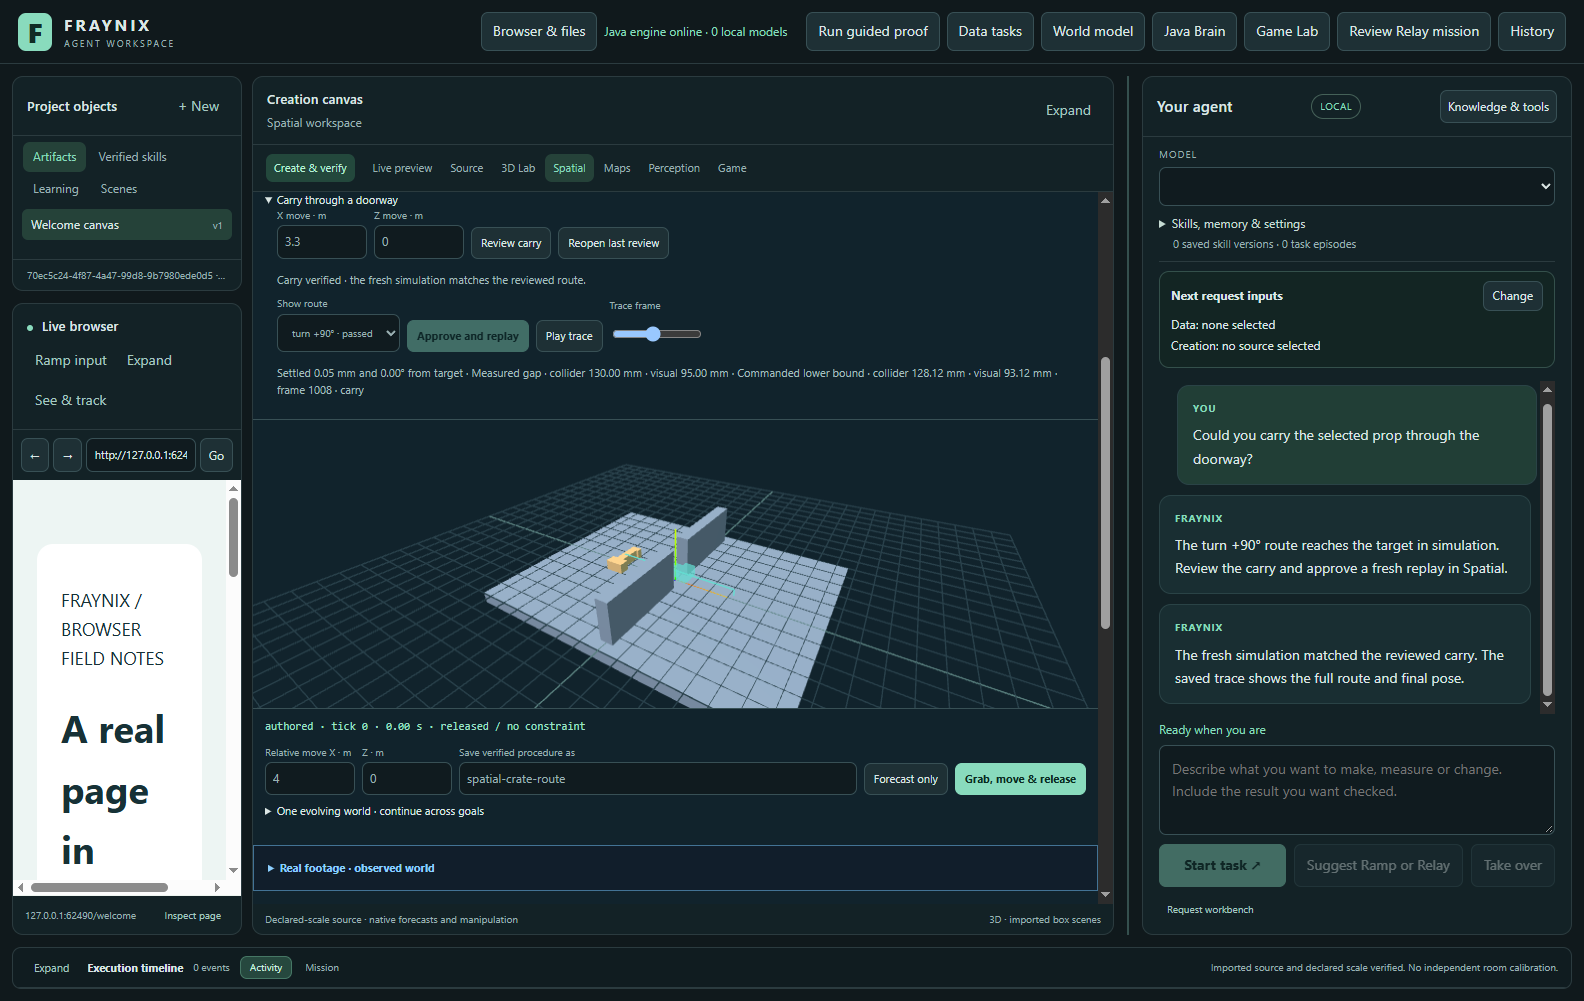 F FRAYNIX
AGENT WORKSPACE
Browser & files
Java engine online · 0 local models
Run guided proof
Data tasks
World model
Java Brain
Game Lab
Review Relay mission
History
Project objects
+ New
Artifacts
Verified skills
Learning
Scenes
Welcome canvas
v1
70ec5c24-4f87-4a47-99d8-9b7980ede0d5 ·...
Live browser
Ramp input
Expand
See & track
←
→
http://127.0.0.1:624
Go
FRAYNIX /
BROWSER
FIELD NOTES
A real
page
in
127.0.0.1:62490/welcome
Inspect page
Creation canvas
Spatial workspace
Expand
Create & verify
Live preview
Source
3D Lab
Spatial
Maps
Perception
Game
▼ Carry through a doorway
X move · m
Z move · m
3.3
0
Review carry
Reopen last review
Carry verified · the fresh simulation matches the reviewed route.
Show route
Trace frame
turn +90° · passed
Approve and replay
Play trace
Settled 0.05 mm and 0.00° from target · Measured gap · collider 130.00 mm · visual 95.00 mm · Commanded lower bound · collider 128.12 mm · visual 93.12 mm ·
frame 1008 · carry
authored · tick 0 · 0.00 s · released / no constraint
Relative move X · m
Z · m
Save verified procedure as
4
0
spatial-crate-route
Forecast only
Grab, move & release
▶ One evolving world · continue across goals
▶ Real footage · observed world
Declared-scale source · native forecasts and manipulation
3D · imported box scenes
Your agent
LOCAL
Knowledge & tools
MODEL
▶ Skills, memory & settings
0 saved skill versions · 0 task episodes
Next request inputs
Change
Data: none selected
Creation: no source selected
YOU
Could you carry the selected prop through the
doorway?
FRAYNIX
The turn +90° route reaches the target in simulation.
Review the carry and approve a fresh replay in Spatial.
FRAYNIX
The fresh simulation matched the reviewed carry. The
saved trace shows the full route and final pose.
Ready when you are
Describe what you want to make, measure or change.
Include the result you want checked.
Start task ↗
Suggest Ramp or Relay
Take over
Request workbench
Expand
Execution timeline
0 events
Activity
Mission
Imported source and declared scale verified. No independent room calibration.